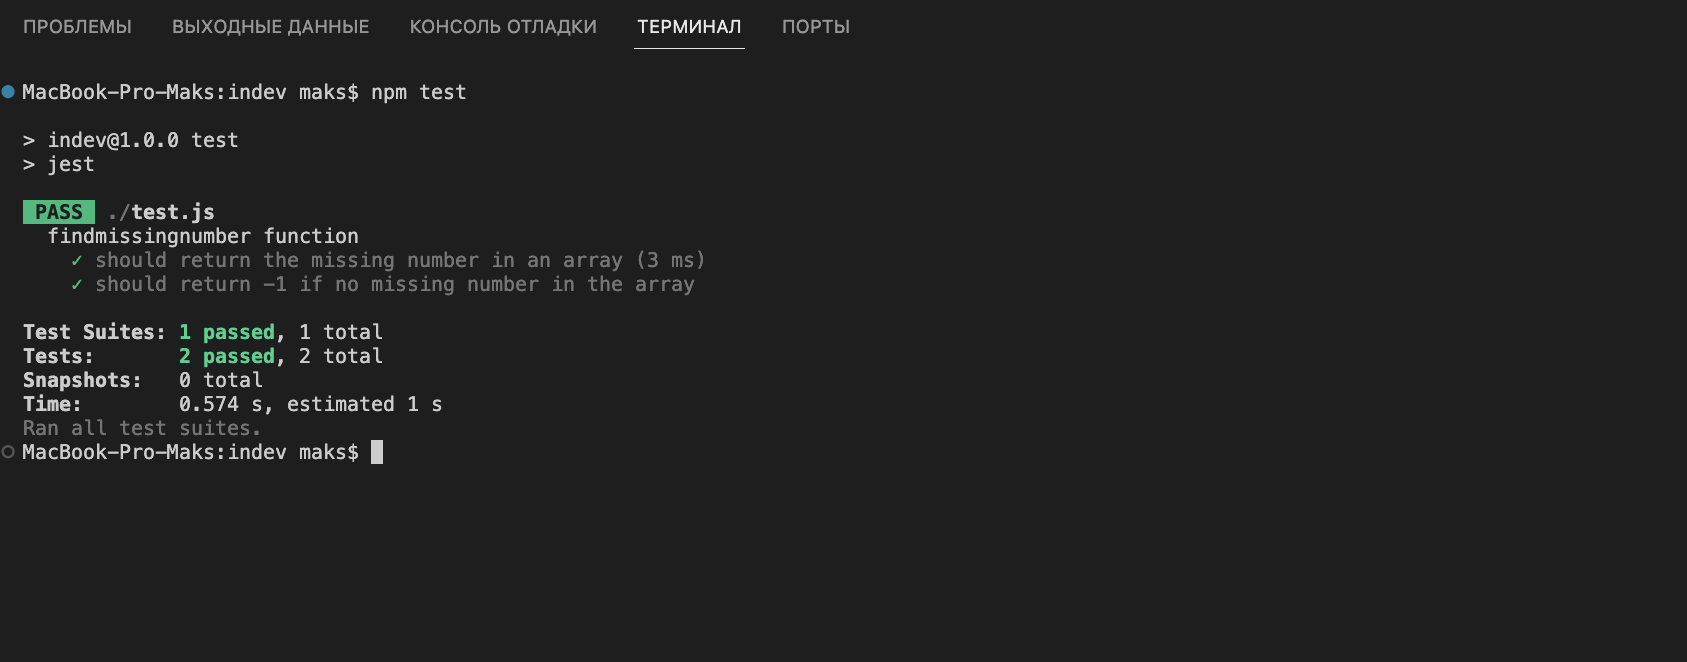 ПРОБЛЕМЫ ВЫХОДНЫЕ ДАННЫЕ КОНСОЛЬ ОТЛАДКИ ТЕРМИНАЛ ПОРТЫ
MacBook-Pro-Maks:indev maks$ npm test
> indev@1.0.0 test
> jest
PASS ./test.js
findmissingnumber function
✓ should return the missing number in an array (3 ms)
✓ should return -1 if no missing number in the array
Test Suites: 1 passed, 1 total
Tests: 2 passed, 2 total
Snapshots: 0 total
Time: 0.574 s, estimated 1 s
Ran all test suites.
MacBook-Pro-Maks:indev maks$